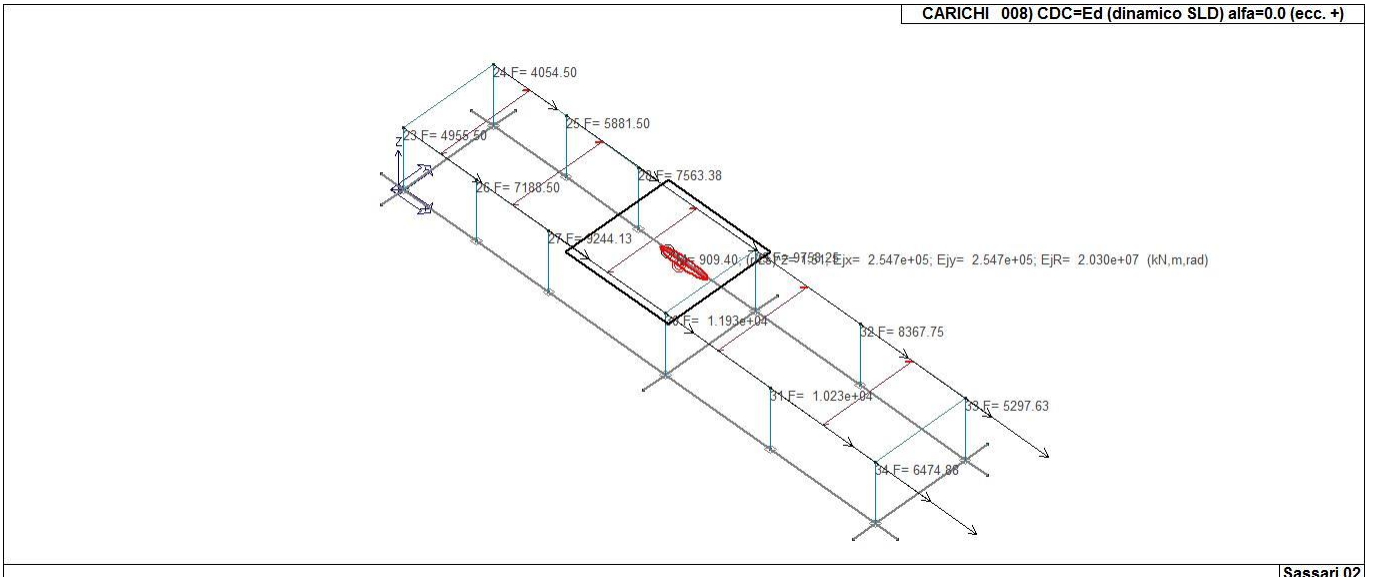 CARICHI 008) CDC=Ed (dinamico SLD) alfa=0.0 (ecc. +)
24 F= 4054.50
25 F= 5881.50
23 F= 4955.50
Z
F= 7563.38
26 F= 7188.50
27 F= 9244.13
909.40; Ejx= 2.547e+05; Ejy= 2.547e+05; EjR= 2.030e+07 (kN,m,rad)
F= 1.193e+04
32 F= 8367.75
31 F= 1.023e+04
33 F= 5297.63
34 F= 6474.88
Sassari 02